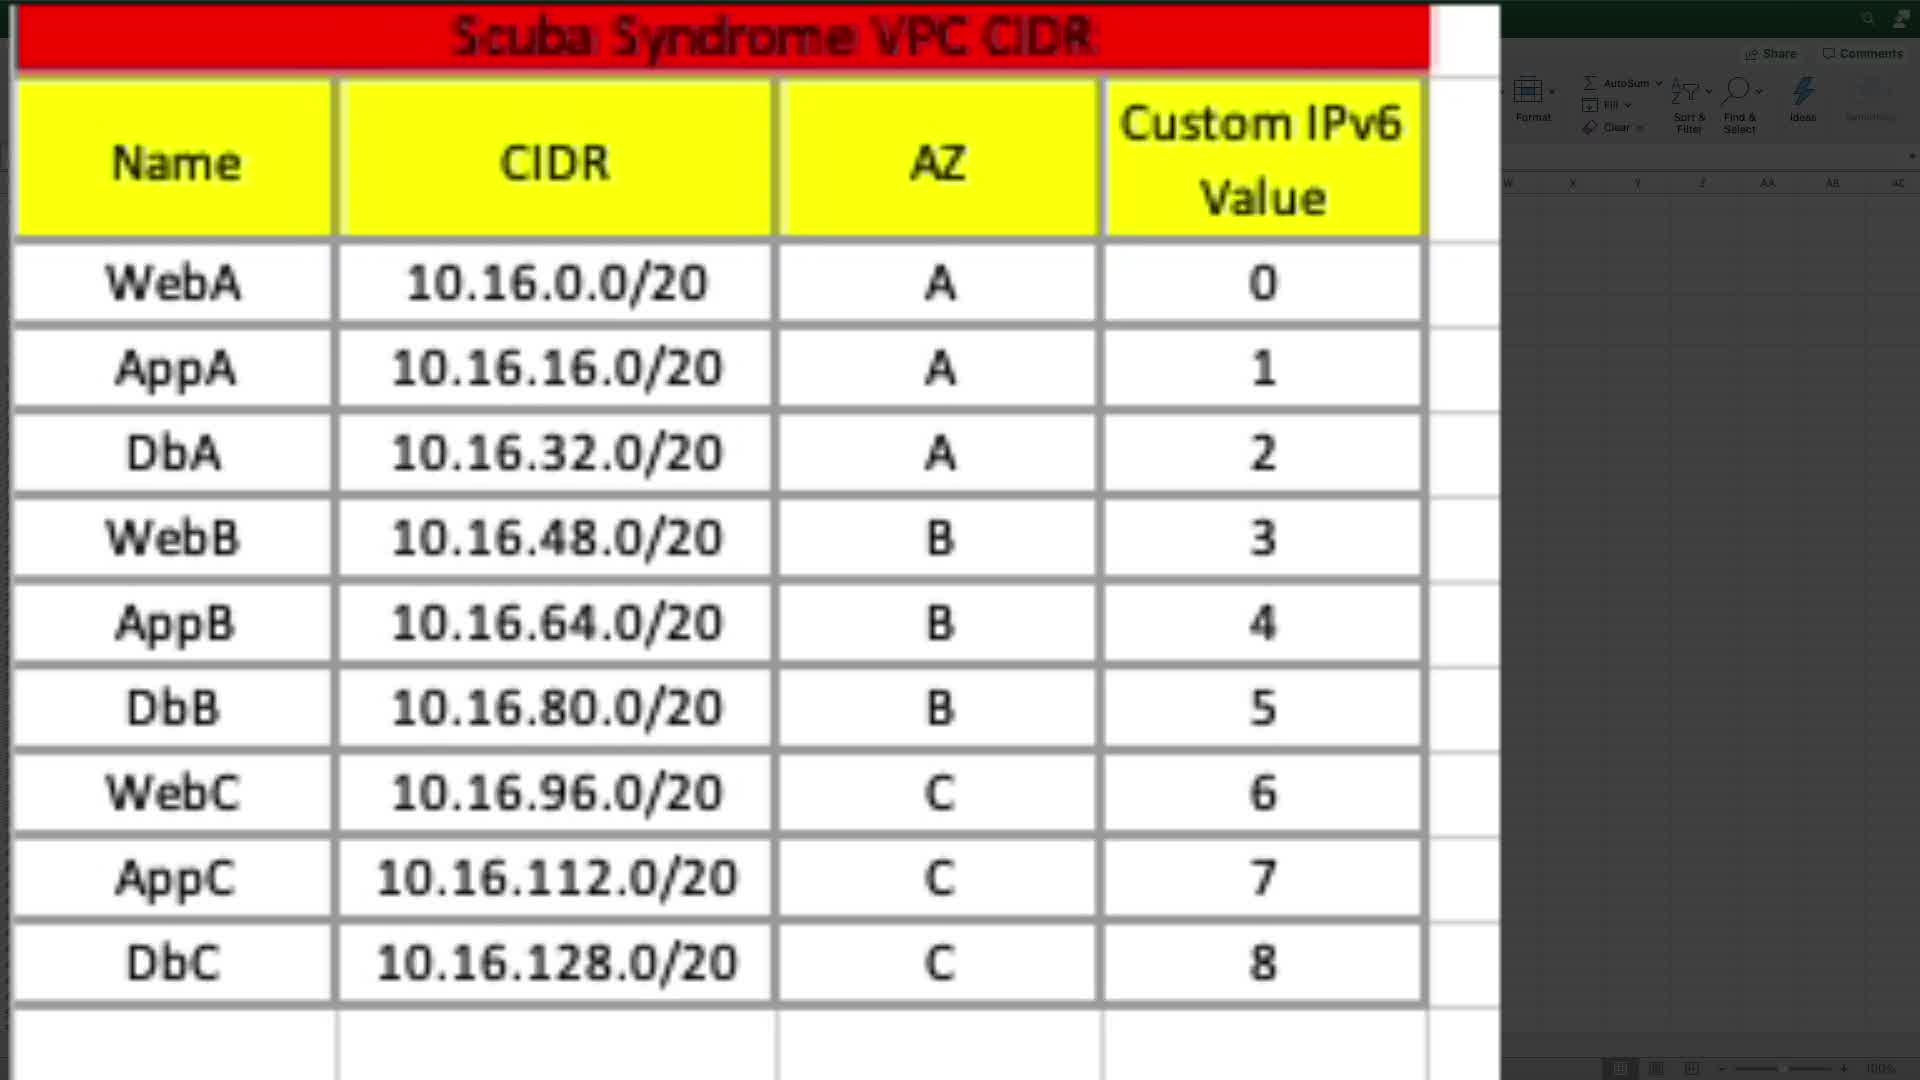 Scuba Syndrome VPC CIDR
Share Comments
AutoSum
Fill
Clear
Format
Sort & Filter
Find & Select
Ideas
W X Y Z AA AB AC
Name CIDR AZ Custom IPv6 Value
WebA 10.16.0.0/20 A 0
AppA 10.16.16.0/20 A 1
DbA 10.16.32.0/20 A 2
WebB 10.16.48.0/20 B 3
AppB 10.16.64.0/20 B 4
DbB 10.16.80.0/20 B 5
WebC 10.16.96.0/20 C 6
AppC 10.16.112.0/20 C 7
DbC 10.16.128.0/20 C 8
100%